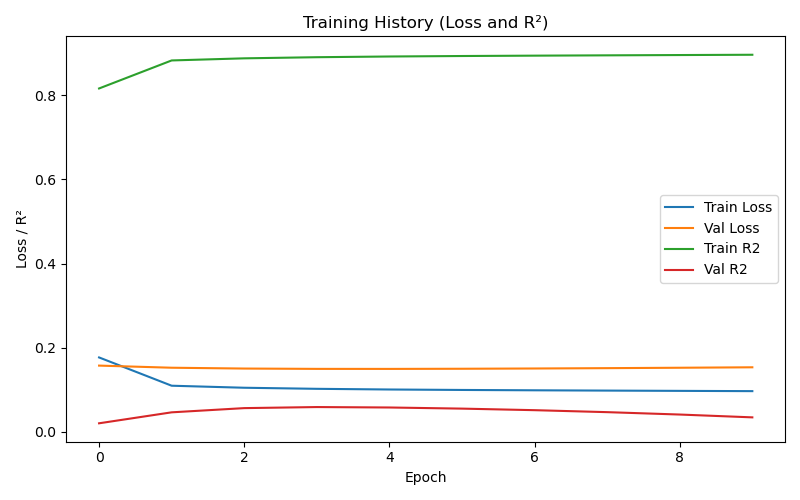 Training History (Loss and R²)
Loss / R²
0.8
0.6
0.4
0.2
0.0
Train Loss
Val Loss
Train R2
Val R2
0 2 4 6 8
Epoch